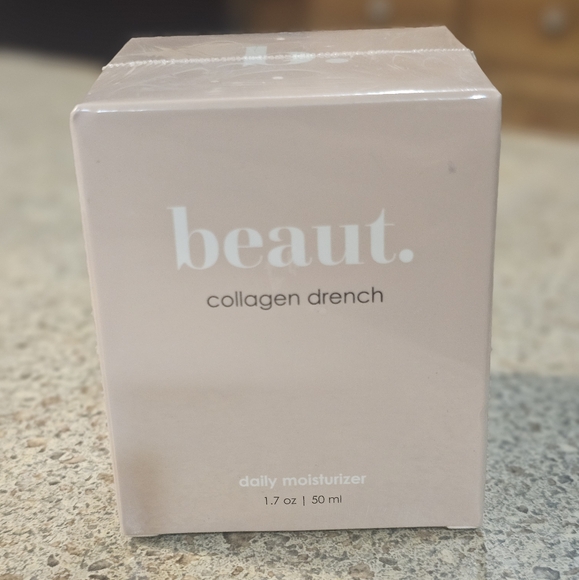 b.
beaut.
collagen drench
daily moisturizer
1.7 oz | 50 ml